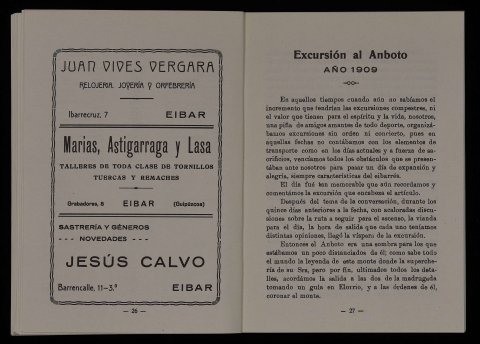 JUAN VIVES VERGARA
RELOJERIA, JOYERÍA Y ORFEBRERÍA
Ibarrecruz, 7 EIBAR
Marias, Astigarraga y Lasa
TALLERES DE TODA CLASE DE TORNILLOS
TUERCAS Y REMACHES
Grabadores, 8 EIBAR (Guipúzcoa)
SASTRERÍA Y GÉNEROS
--- NOVEDADES ---
JESÚS CALVO
Barrencalle, 11-3.º EIBAR
— 26 —
Excursión al Anboto
AÑO 1909
En aquellos tiempos cuando aún no sabíamos el
incremento que tendrían las excursiones campestres, ni
el valor que tienen para el espíritu y la vida, nosotros,
una piña de amigos amantes de todo deporte, organizá-
bamos excursiones sin orden ni concierto, pues en
aquellas fechas no contábamos con los elementos de
transporte como en los días actuales y a fuerza de sa-
crificios, vencíamos todos los obstáculos que se presen-
taban ante nosotros para pasar un día de expansión y
alegría, siempre características del eibarrés.
El día fué tan memorable que aún recordamos y
comentamos la excursión que encabeza el artículo.
Después del tema de la conversación, durante los
quince días anteriores a la fecha, con acaloradas discu-
siones sobre la ruta a seguir para el ascenso, la vianda
para el día, la hora de salida que cada uno teníamos
distintas opiniones, llegó la víspera de la excursión.
Entonces el Anboto era una sombra para los que
estábamos un poco distanciados de él; como sabe todo
el mundo la leyenda de este monte donde la superche-
ría de su Sra, pero por fin, ultimados todos los deta-
lles, acordamos la salida a las dos de la madrugada
tomando un guía en Elorrio, y a las órdenes de él,
coronar el monte.
— 27 —